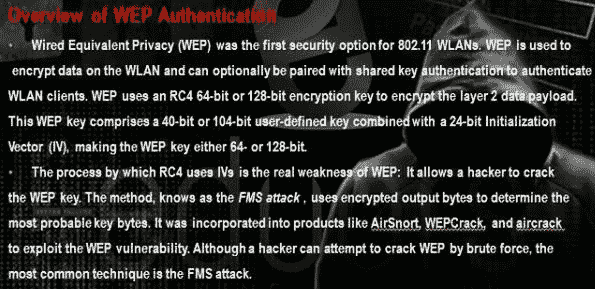 Overview of WEP Authentication
• Wired Equivalent Privacy (WEP) was the first security option for 802.11 WLANs. WEP is used to
encrypt data on the WLAN and can optionally be paired with shared key authentication to authenticate
WLAN clients. WEP uses an RC4 64-bit or 128-bit encryption key to encrypt the layer 2 data payload.
This WEP key comprises a 40-bit or 104-bit user-defined key combined with a 24-bit Initialization
Vector (IV), making the WEP key either 64- or 128-bit.
• The process by which RC4 uses IVs is the real weakness of WEP: It allows a hacker to crack
the WEP key. The method, knows as the FMS attack , uses encrypted output bytes to determine the
most probable key bytes. It was incorporated into products like AirSnort, WEPCrack, and aircrack
to exploit the WEP vulnerability. Although a hacker can attempt to crack WEP by brute force, the
most common technique is the FMS attack.